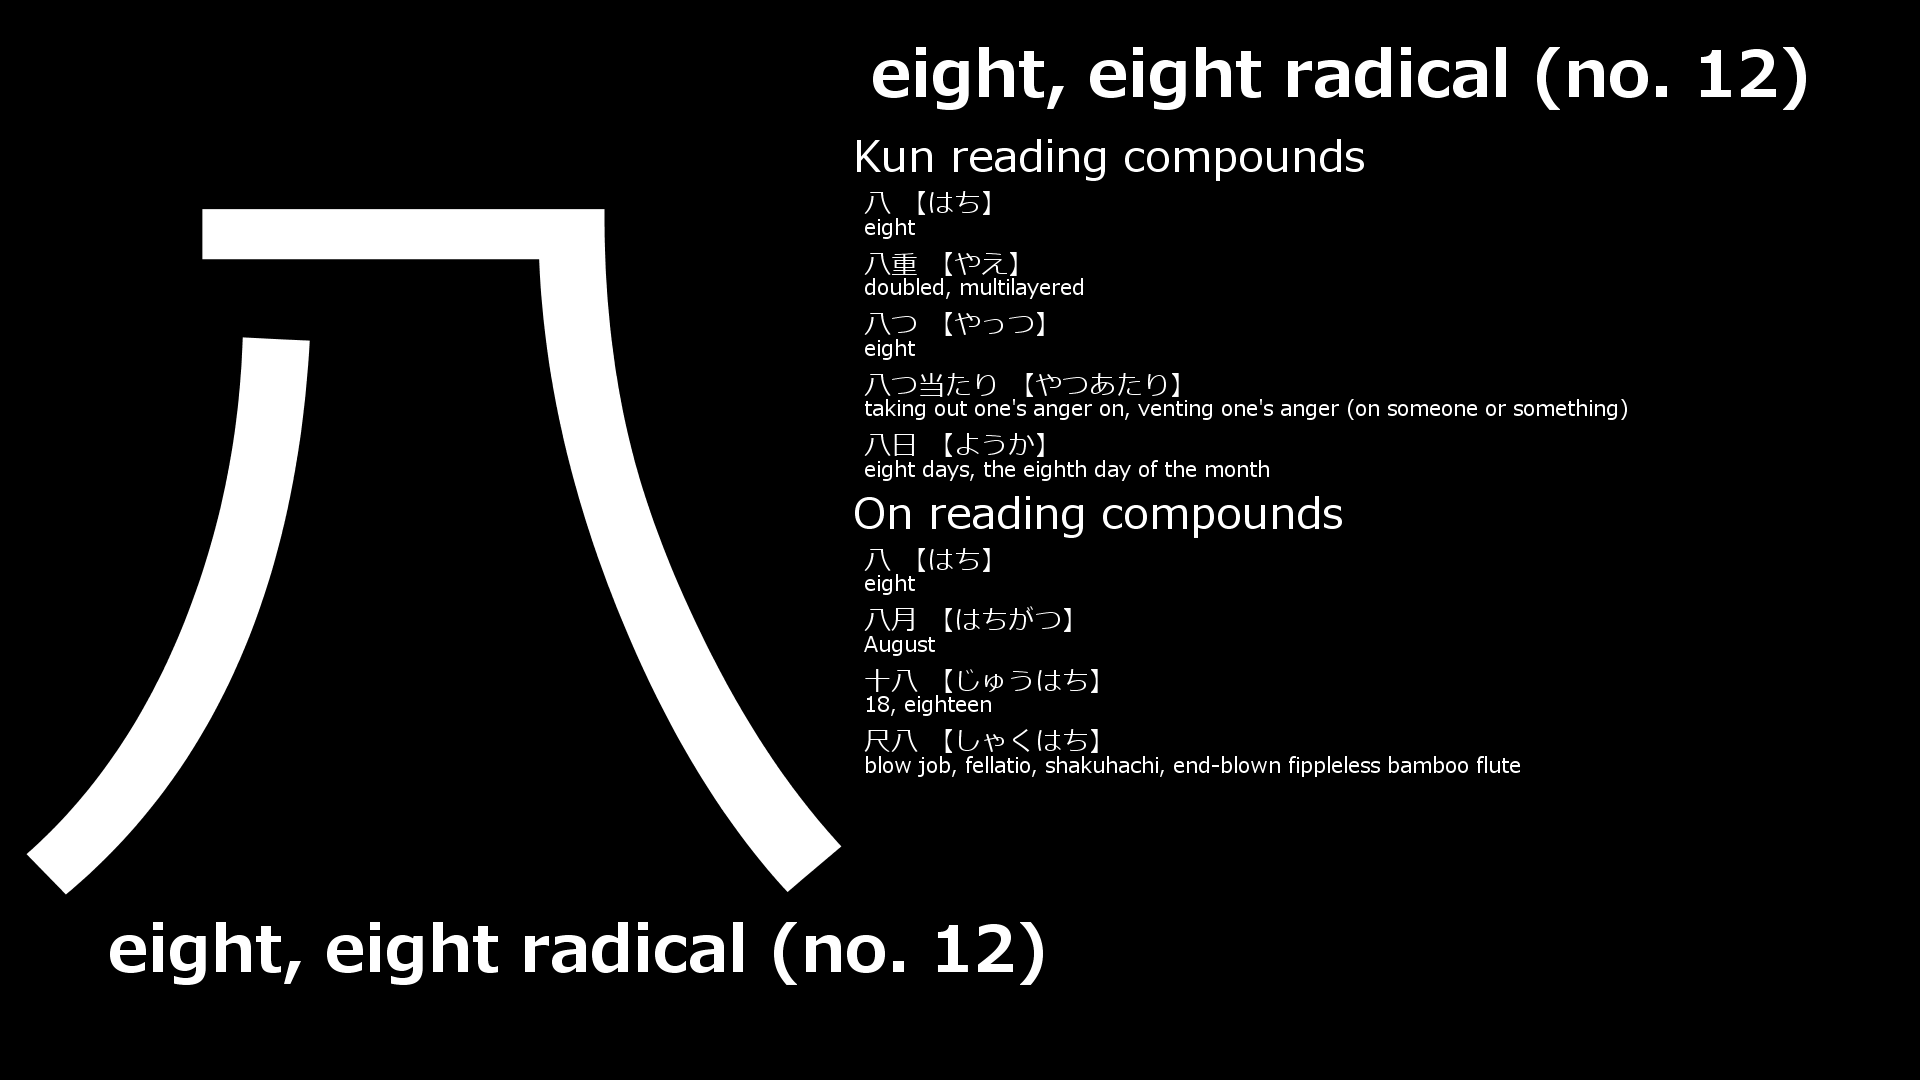 八
eight, eight radical (no. 12)
eight, eight radical (no. 12)
Kun reading compounds
八 【はち】
eight
八重 【やえ】
doubled, multilayered
八つ 【やっつ】
eight
八つ当たり 【やつあたり】
taking out one's anger on, venting one's anger (on someone or something)
八日 【ようか】
eight days, the eighth day of the month
On reading compounds
八 【はち】
eight
八月 【はちがつ】
August
十八 【じゅうはち】
18, eighteen
尺八 【しゃくはち】
blow job, fellatio, shakuhachi, end-blown fippleless bamboo flute